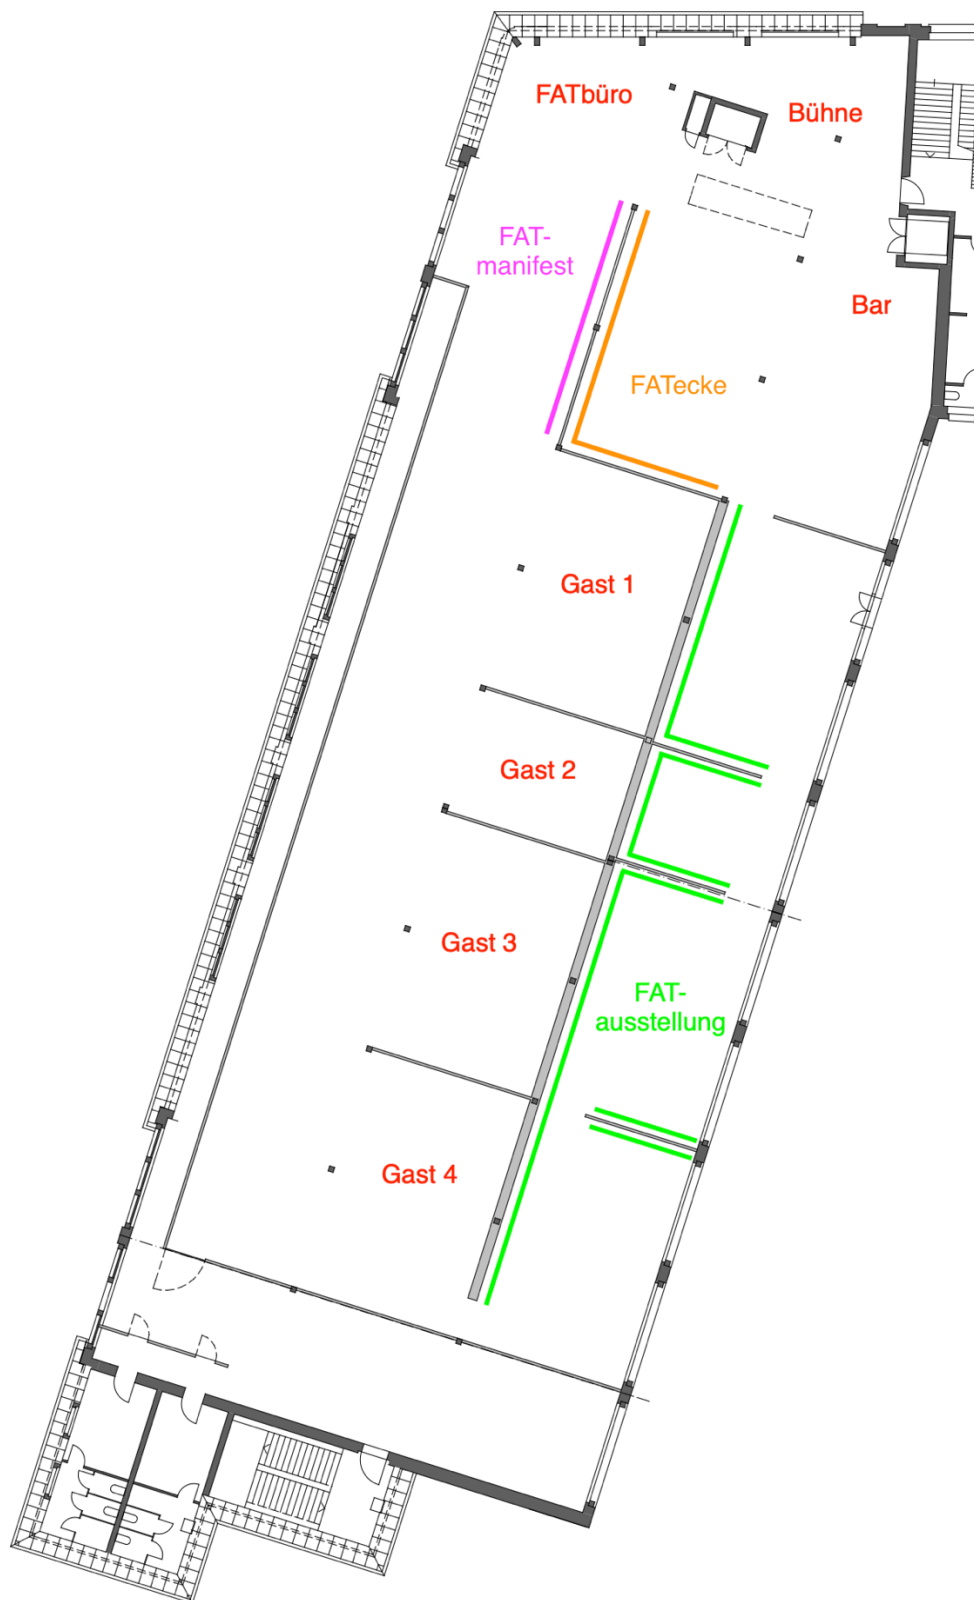 FATbüro
Bühne
FAT-
manifest
Bar
FATecke
Gast 1
Gast 2
Gast 3
FAT-
ausstellung
Gast 4